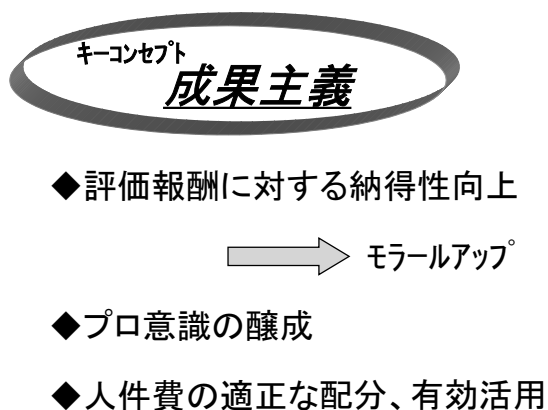 キーコンセプト
成果主義
◆評価報酬に対する納得性向上
モラールアップ
◆プロ意識の醸成
◆人件費の適正な配分、有効活用